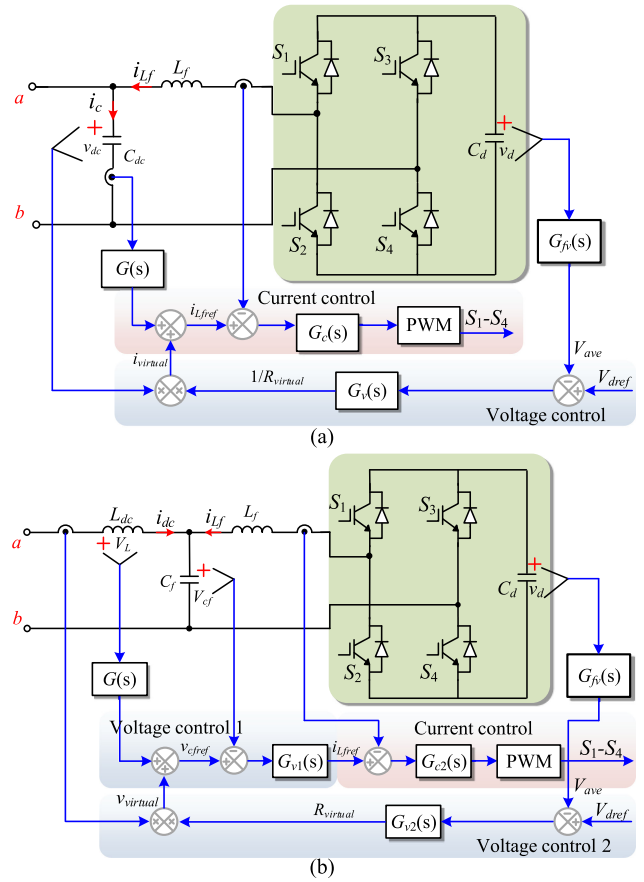 S1
S3
iLf
Lf
a
ic
+
+
vdc
Cdc
Cd
vd
b
S2
S4
G(s)
Gfv(s)
Current control
iLfref
Gc(s)
PWM
S1-S4
ivirtual
Vave
1/Rvirtual
Gv(s)
Vdref
Voltage control
(a)
S1
S3
Ldc
idc
iLf
Lf
a
+
VL
Cf
+
Vcf
+
Cd
vd
b
S2
S4
G(s)
Gfv(s)
Voltage control 1
Current control
vcfref
Gv1(s)
iLfref
Gc2(s)
PWM
S1-S4
vvirtual
Vave
Rvirtual
Gv2(s)
Vdref
Voltage control 2
(b)